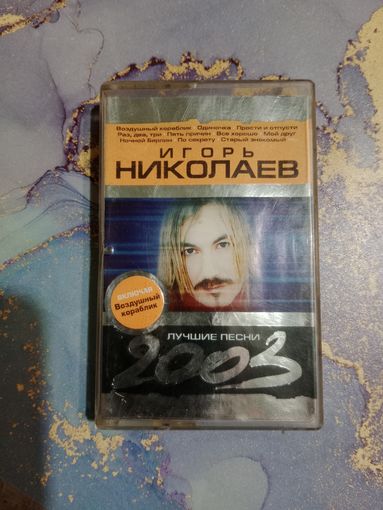 Воздушный кораблик Одиночка Прости и отпусти
Раз, два, три Пять причин Все хорошо Мой друг
Ночной Берлин По секрету Старый знакомый
ИГОРЬ
НИКОЛАЕВ
ВКЛЮЧАЯ
Воздушный
кораблик
ЛУЧШИЕ ПЕСНИ
2003